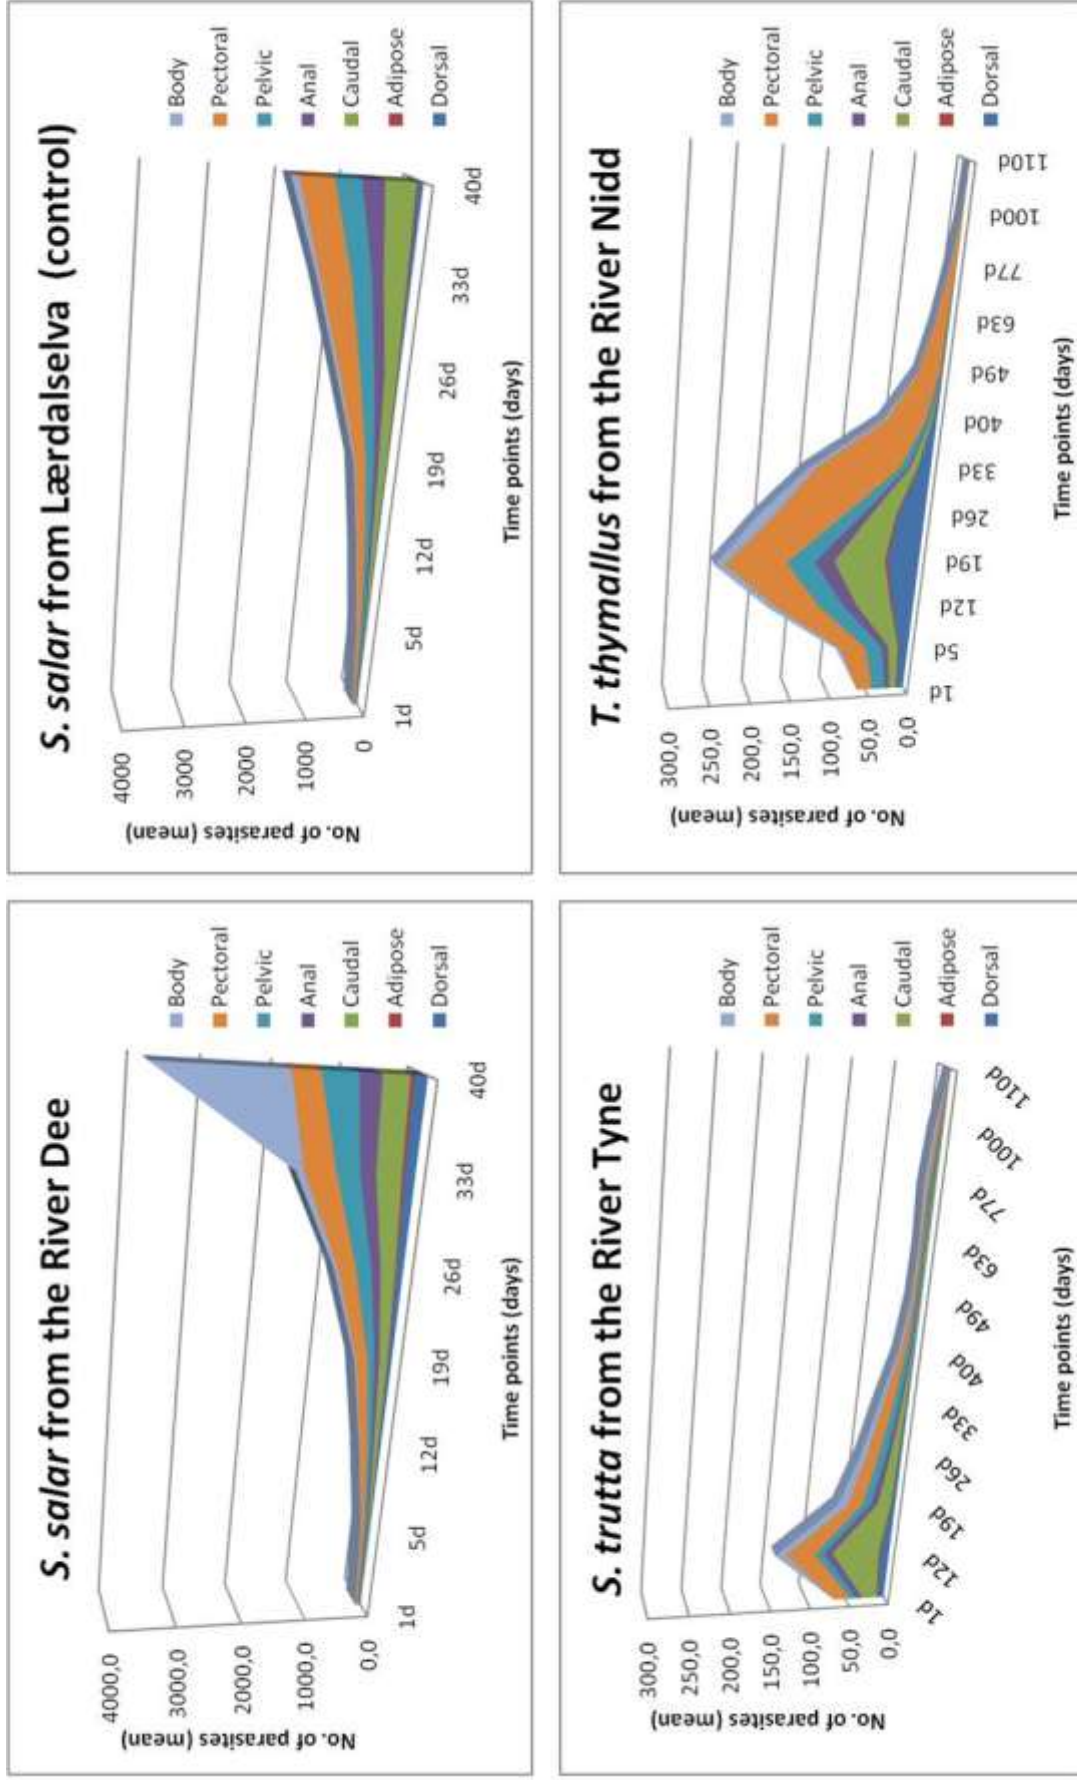 S. salar from the River Dee
No. of parasites (mean)
4000,0
3000,0
2000,0
1000,0
0,0
1d
5d
12d
19d
26d
33d
40d
Time points (days)
Body
Pectoral
Pelvic
Anal
Caudal
Adipose
Dorsal
S. salar from Lærdalselva (control)
No. of parasites (mean)
4000
3000
2000
1000
0
1d
5d
12d
19d
26d
33d
40d
Time points (days)
Body
Pectoral
Pelvic
Anal
Caudal
Adipose
Dorsal
S. trutta from the River Tyne
No. of parasites (mean)
300,0
250,0
200,0
150,0
100,0
50,0
0,0
1d
12d
19d
26d
33d
40d
49d
63d
77d
100d
110d
Time points (days)
Body
Pectoral
Pelvic
Anal
Caudal
Adipose
Dorsal
T. thymallus from the River Nidd
No. of parasites (mean)
300,0
250,0
200,0
150,0
100,0
50,0
0,0
1d
5d
12d
19d
26d
33d
40d
49d
63d
77d
100d
110d
Time points (days)
Body
Pectoral
Pelvic
Anal
Caudal
Adipose
Dorsal